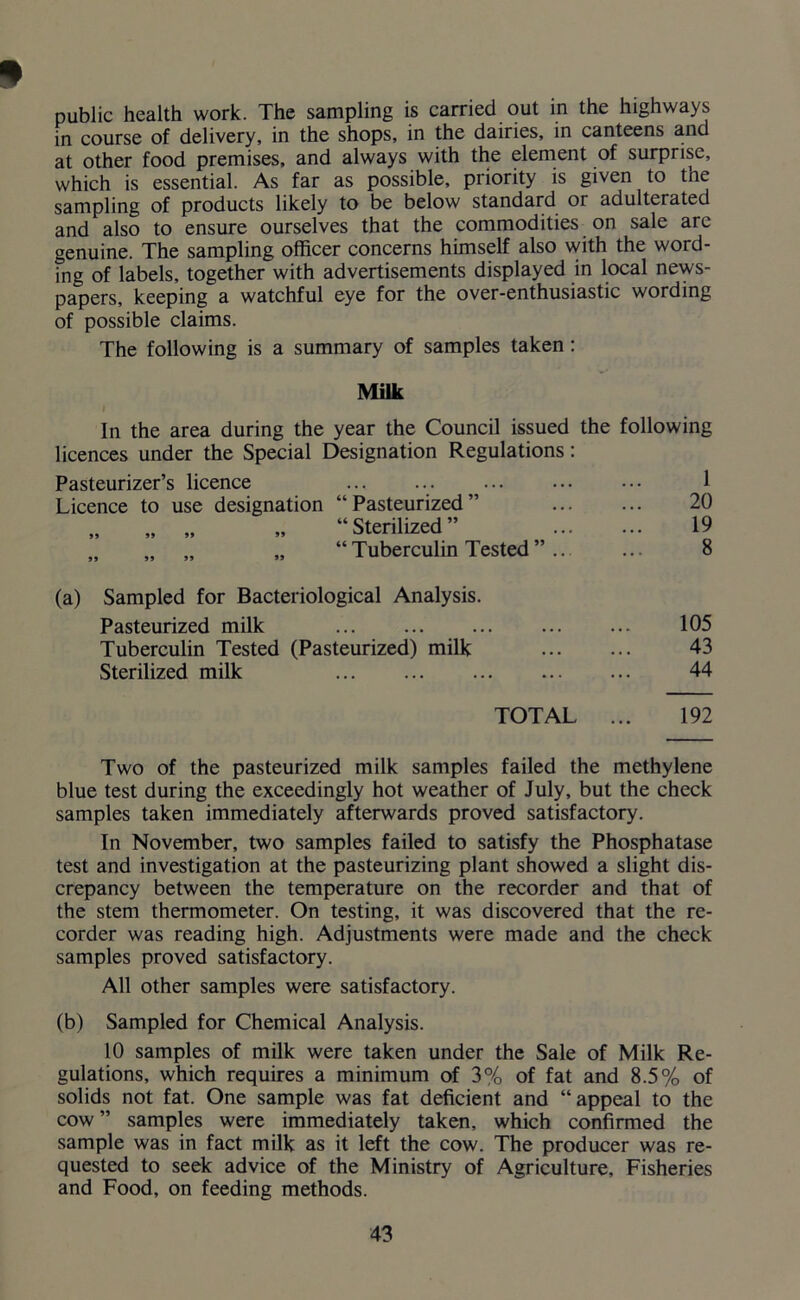 public health work. The sampling is carried out in the highways
in course of delivery, in the shops, in the dairies, in canteens and
at other food premises, and always with the element of surprise,
which is essential. As far as possible, priority is given to the
sampling of products likely to be below standard or adulterated
and also to ensure ourselves that the commodities on sale are
genuine. The sampling officer concerns himself also with the word-
ing of labels, together with advertisements displayed in local news-
papers, keeping a watchful eye for the over-enthusiastic wording
of possible claims.
The following is a summary of samples taken:
Milk
In the area during the year the Council issued the following
licences under the Special Designation Regulations:
Pasteurizer's licence ... ... ... ... ... 1
Licence to use designation “Pasteurized” ... ... 20
„ „ „ „ “Sterilized” ... ... 19
„ „ „ „ “Tuberculin Tested” .. ... 8
(a) Sampled for Bacteriological Analysis.
Pasteurized milk ... ... ... ... ... 105
Tuberculin Tested (Pasteurized) milk ... ... 43
Sterilized milk ... ... ... ... ... 44
TOTAL ... 192
Two of the pasteurized milk samples failed the methylene
blue test during the exceedingly hot weather of July, but the check
samples taken immediately afterwards proved satisfactory.
In November, two samples failed to satisfy the Phosphatase
test and investigation at the pasteurizing plant showed a slight dis-
crepancy between the temperature on the recorder and that of
the stem thermometer. On testing, it was discovered that the re-
corder was reading high. Adjustments were made and the check
samples proved satisfactory.
All other samples were satisfactory.
(b) Sampled for Chemical Analysis.
10 samples of milk were taken under the Sale of Milk Re-
gulations, which requires a minimum of 3% of fat and 8.5% of
solids not fat. One sample was fat deficient and “appeal to the
cow” samples were immediately taken, which confirmed the
sample was in fact milk as it left the cow. The producer was re-
quested to seek advice of the Ministry of Agriculture, Fisheries
and Food, on feeding methods.
43